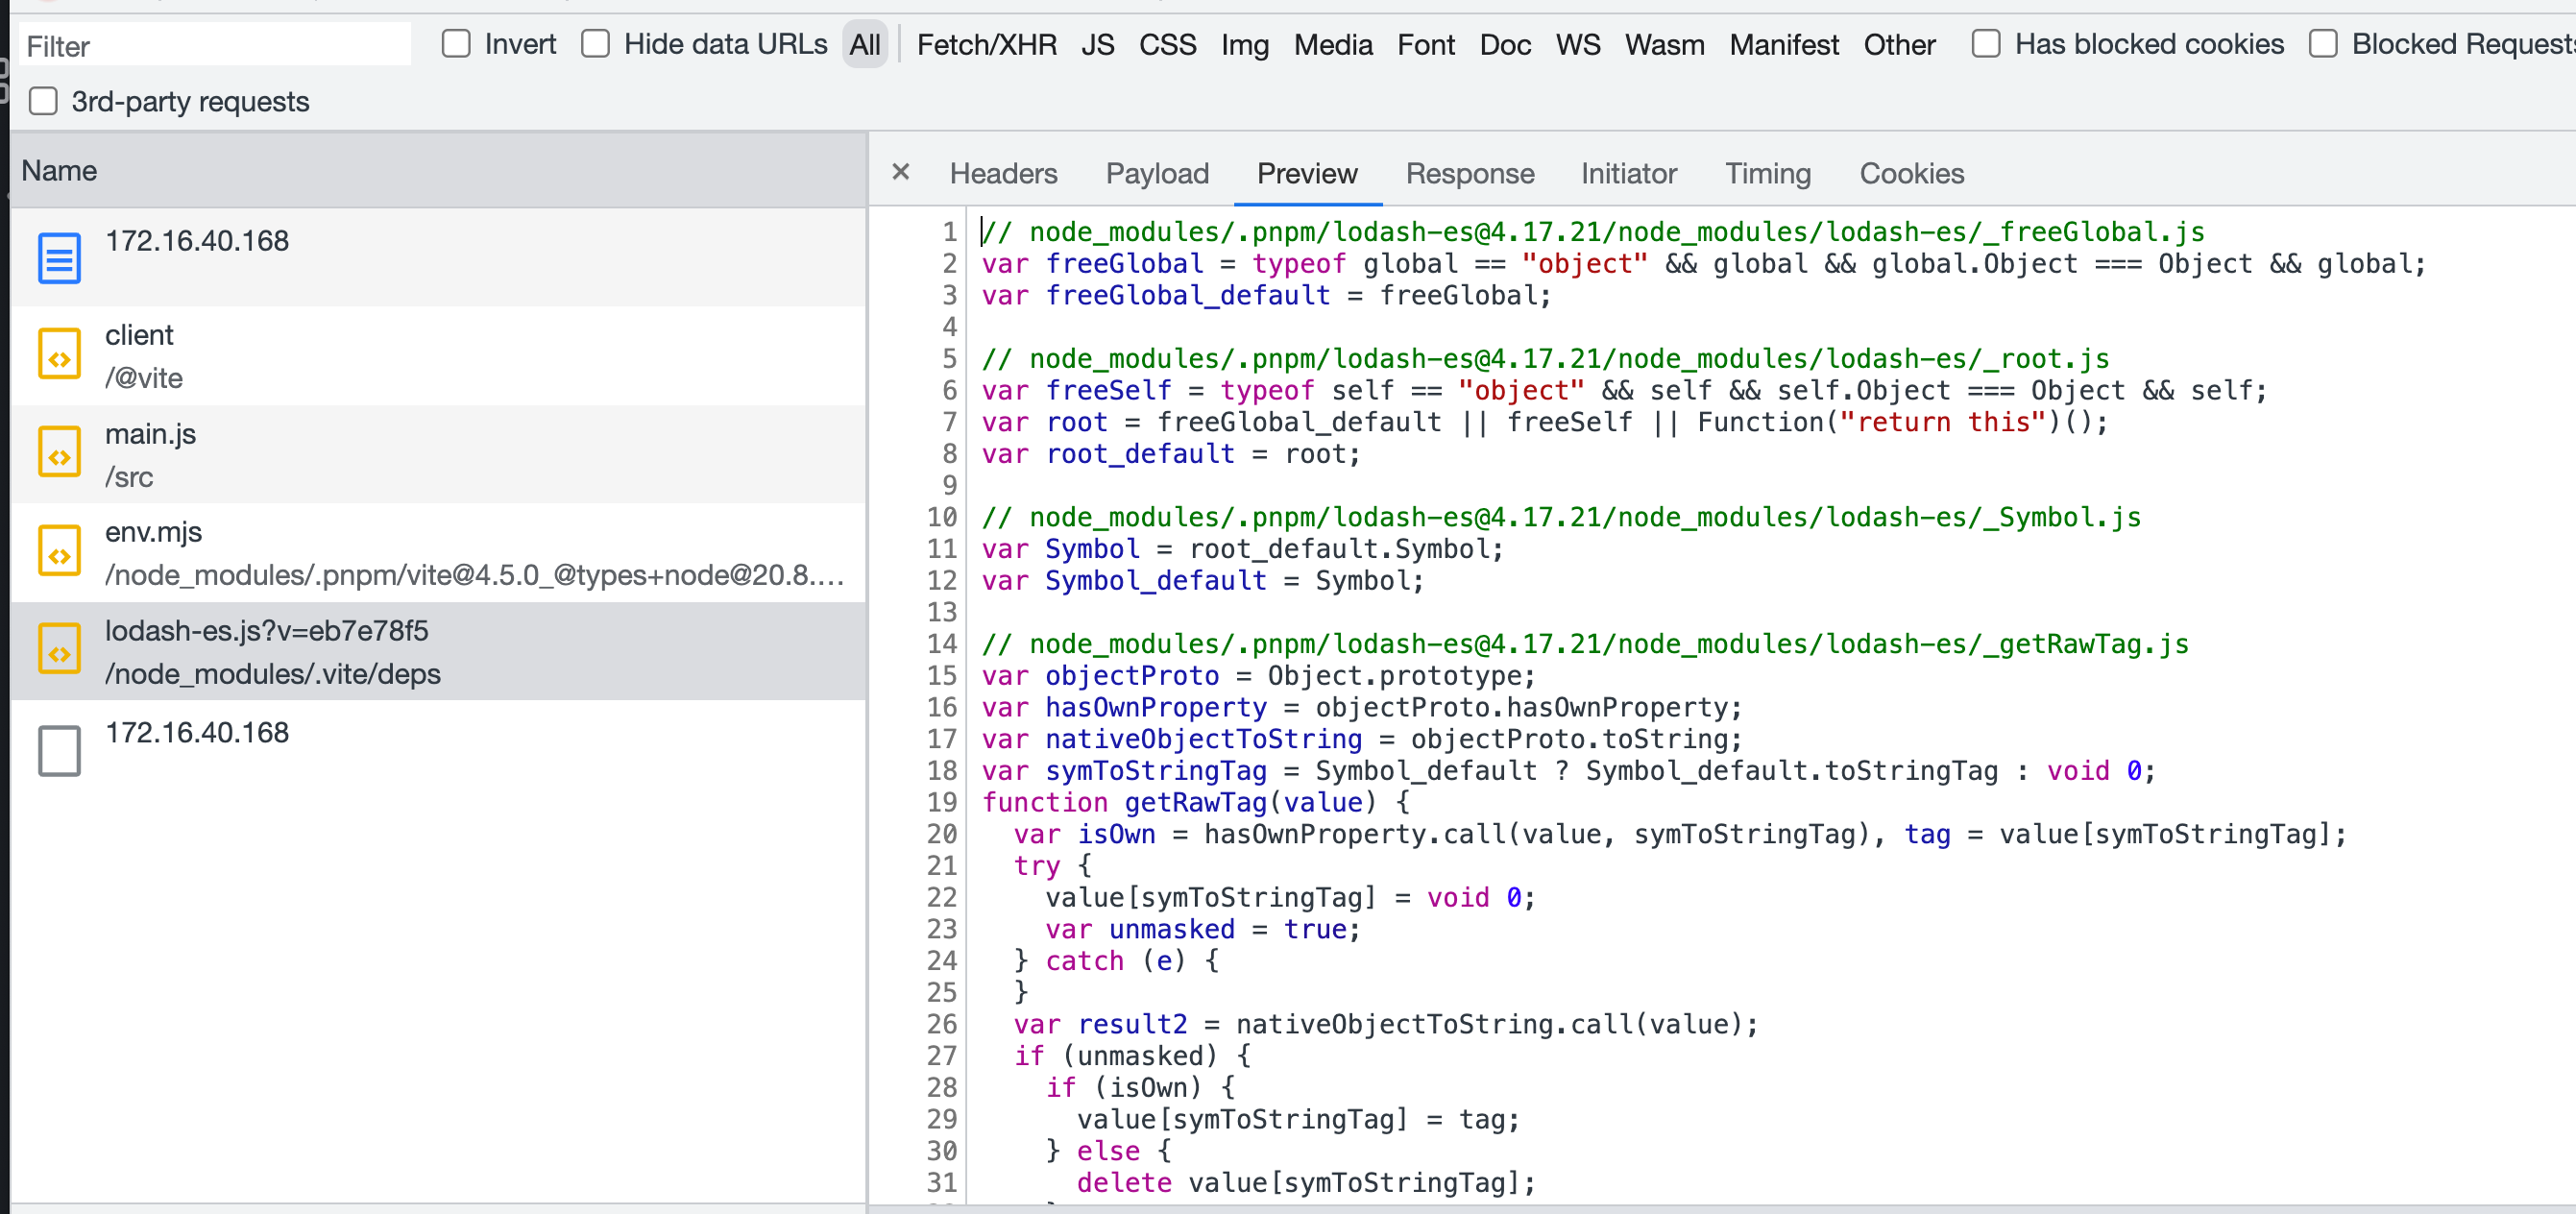 Filter
Invert
Hide data URLs
All
Fetch/XHR JS CSS Img Media Font Doc WS Wasm Manifest Other
Has blocked cookies
Blocked Requests
3rd-party requests
Name
172.16.40.168
client
/@vite
main.js
/src
env.mjs
/node_modules/.pnpm/vite@4.5.0_@types+node@20.8....
lodash-es.js?v=eb7e78f5
/node_modules/.vite/deps
172.16.40.168
× Headers Payload Preview Response Initiator Timing Cookies
1 // node_modules/.pnpm/lodash-es@4.17.21/node_modules/lodash-es/_freeGlobal.js
2 var freeGlobal = typeof global == "object" && global && global.Object === Object && global;
3 var freeGlobal_default = freeGlobal;
4
5 // node_modules/.pnpm/lodash-es@4.17.21/node_modules/lodash-es/_root.js
6 var freeSelf = typeof self == "object" && self && self.Object === Object && self;
7 var root = freeGlobal_default || freeSelf || Function("return this")();
8 var root_default = root;
9
10 // node_modules/.pnpm/lodash-es@4.17.21/node_modules/lodash-es/_Symbol.js
11 var Symbol = root_default.Symbol;
12 var Symbol_default = Symbol;
13
14 // node_modules/.pnpm/lodash-es@4.17.21/node_modules/lodash-es/_getRawTag.js
15 var objectProto = Object.prototype;
16 var hasOwnProperty = objectProto.hasOwnProperty;
17 var nativeObjectToString = objectProto.toString;
18 var symToStringTag = Symbol_default ? Symbol_default.toStringTag : void 0;
19 function getRawTag(value) {
20   var isOwn = hasOwnProperty.call(value, symToStringTag), tag = value[symToStringTag];
21   try {
22     value[symToStringTag] = void 0;
23     var unmasked = true;
24   } catch (e) {
25   }
26   var result2 = nativeObjectToString.call(value);
27   if (unmasked) {
28     if (isOwn) {
29       value[symToStringTag] = tag;
30     } else {
31       delete value[symToStringTag];